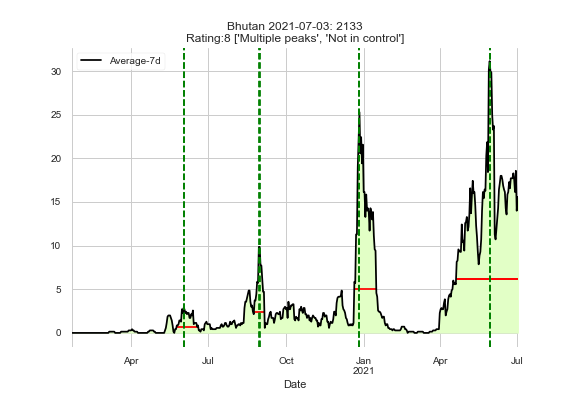 Bhutan 2021-07-03: 2133
Rating:8 ['Multiple peaks', 'Not in control']
Average-7d
30
25
20
15
10
5
0
Apr
Jul
Oct
Jan
2021
Apr
Jul
Date